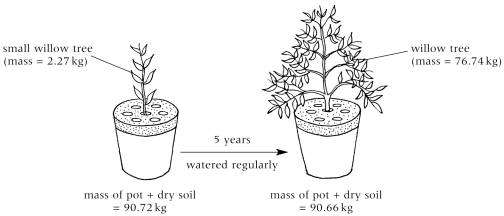 small willow tree
(mass = 2.27 kg)
willow tree
(mass = 76.74 kg)
5 years
watered regularly
mass of pot + dry soil
= 90.72 kg
mass of pot + dry soil
= 90.66 kg